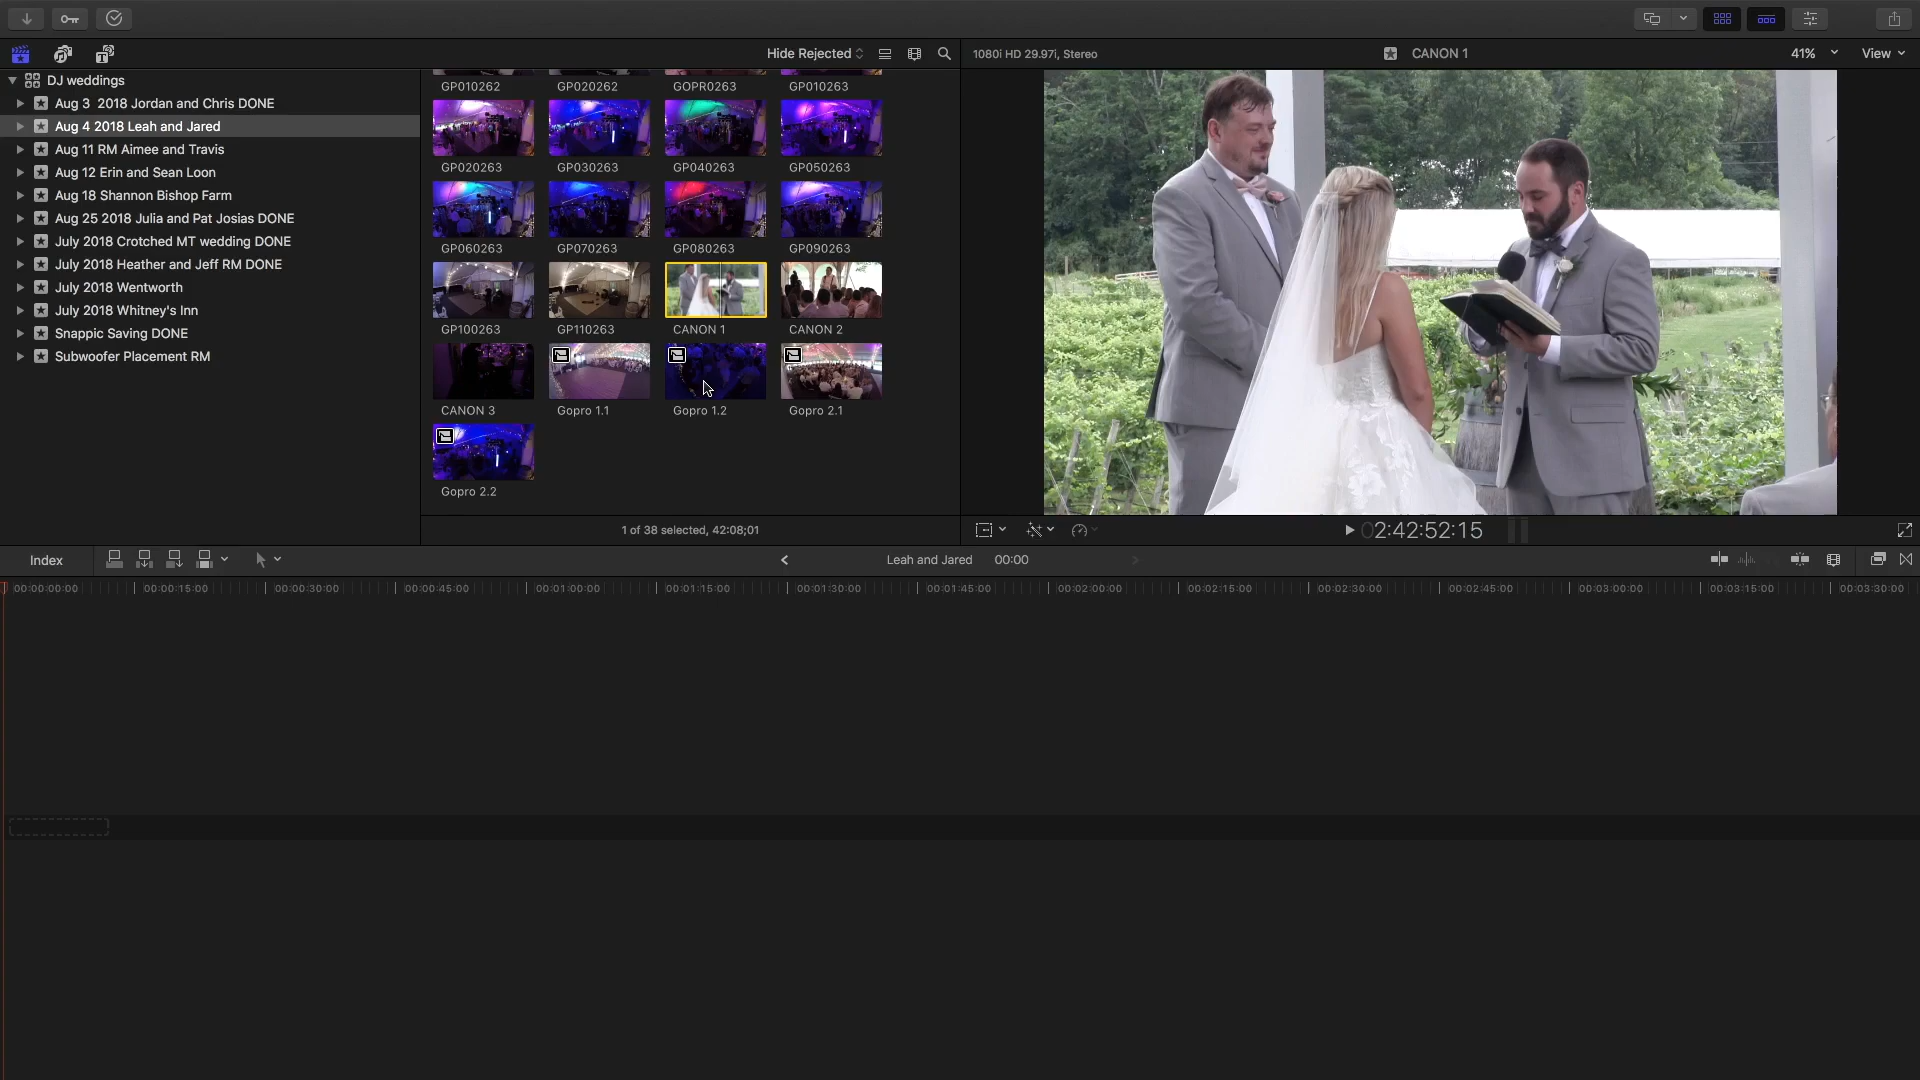 Hide Rejected
1080i HD 29.97i, Stereo
CANON 1
41%
View
DJ weddings
Aug 3  2018 Jordan and Chris DONE
Aug 4 2018 Leah and Jared
Aug 11 RM Aimee and Travis
Aug 12 Erin and Sean Loon
Aug 18 Shannon Bishop Farm
Aug 25 2018 Julia and Pat Josias DONE
July 2018 Crotched MT wedding DONE
July 2018 Heather and Jeff RM DONE
July 2018 Wentworth
July 2018 Whitney's Inn
Snappic Saving DONE
Subwoofer Placement RM
GP010262 GP020262 GOPR0263 GP010263
GP020263 GP030263 GP040263 GP050263
GP060263 GP070263 GP080263 GP090263
GP100263 GP110263 CANON 1 CANON 2
CANON 3 Gopro 1.1 Gopro 1.2 Gopro 2.1
Gopro 2.2
1 of 38 selected, 42:08;01
02:42:52:15
Index
Leah and Jared 00:00
00:00:00:00 00:00:15:00 00:00:30:00 00:00:45:00 00:01:00:00 00:01:15:00 00:01:30:00 00:01:45:00 00:02:00:00 00:02:15:00 00:02:30:00 00:02:45:00 00:03:00:00 00:03:15:00 00:03:30:00